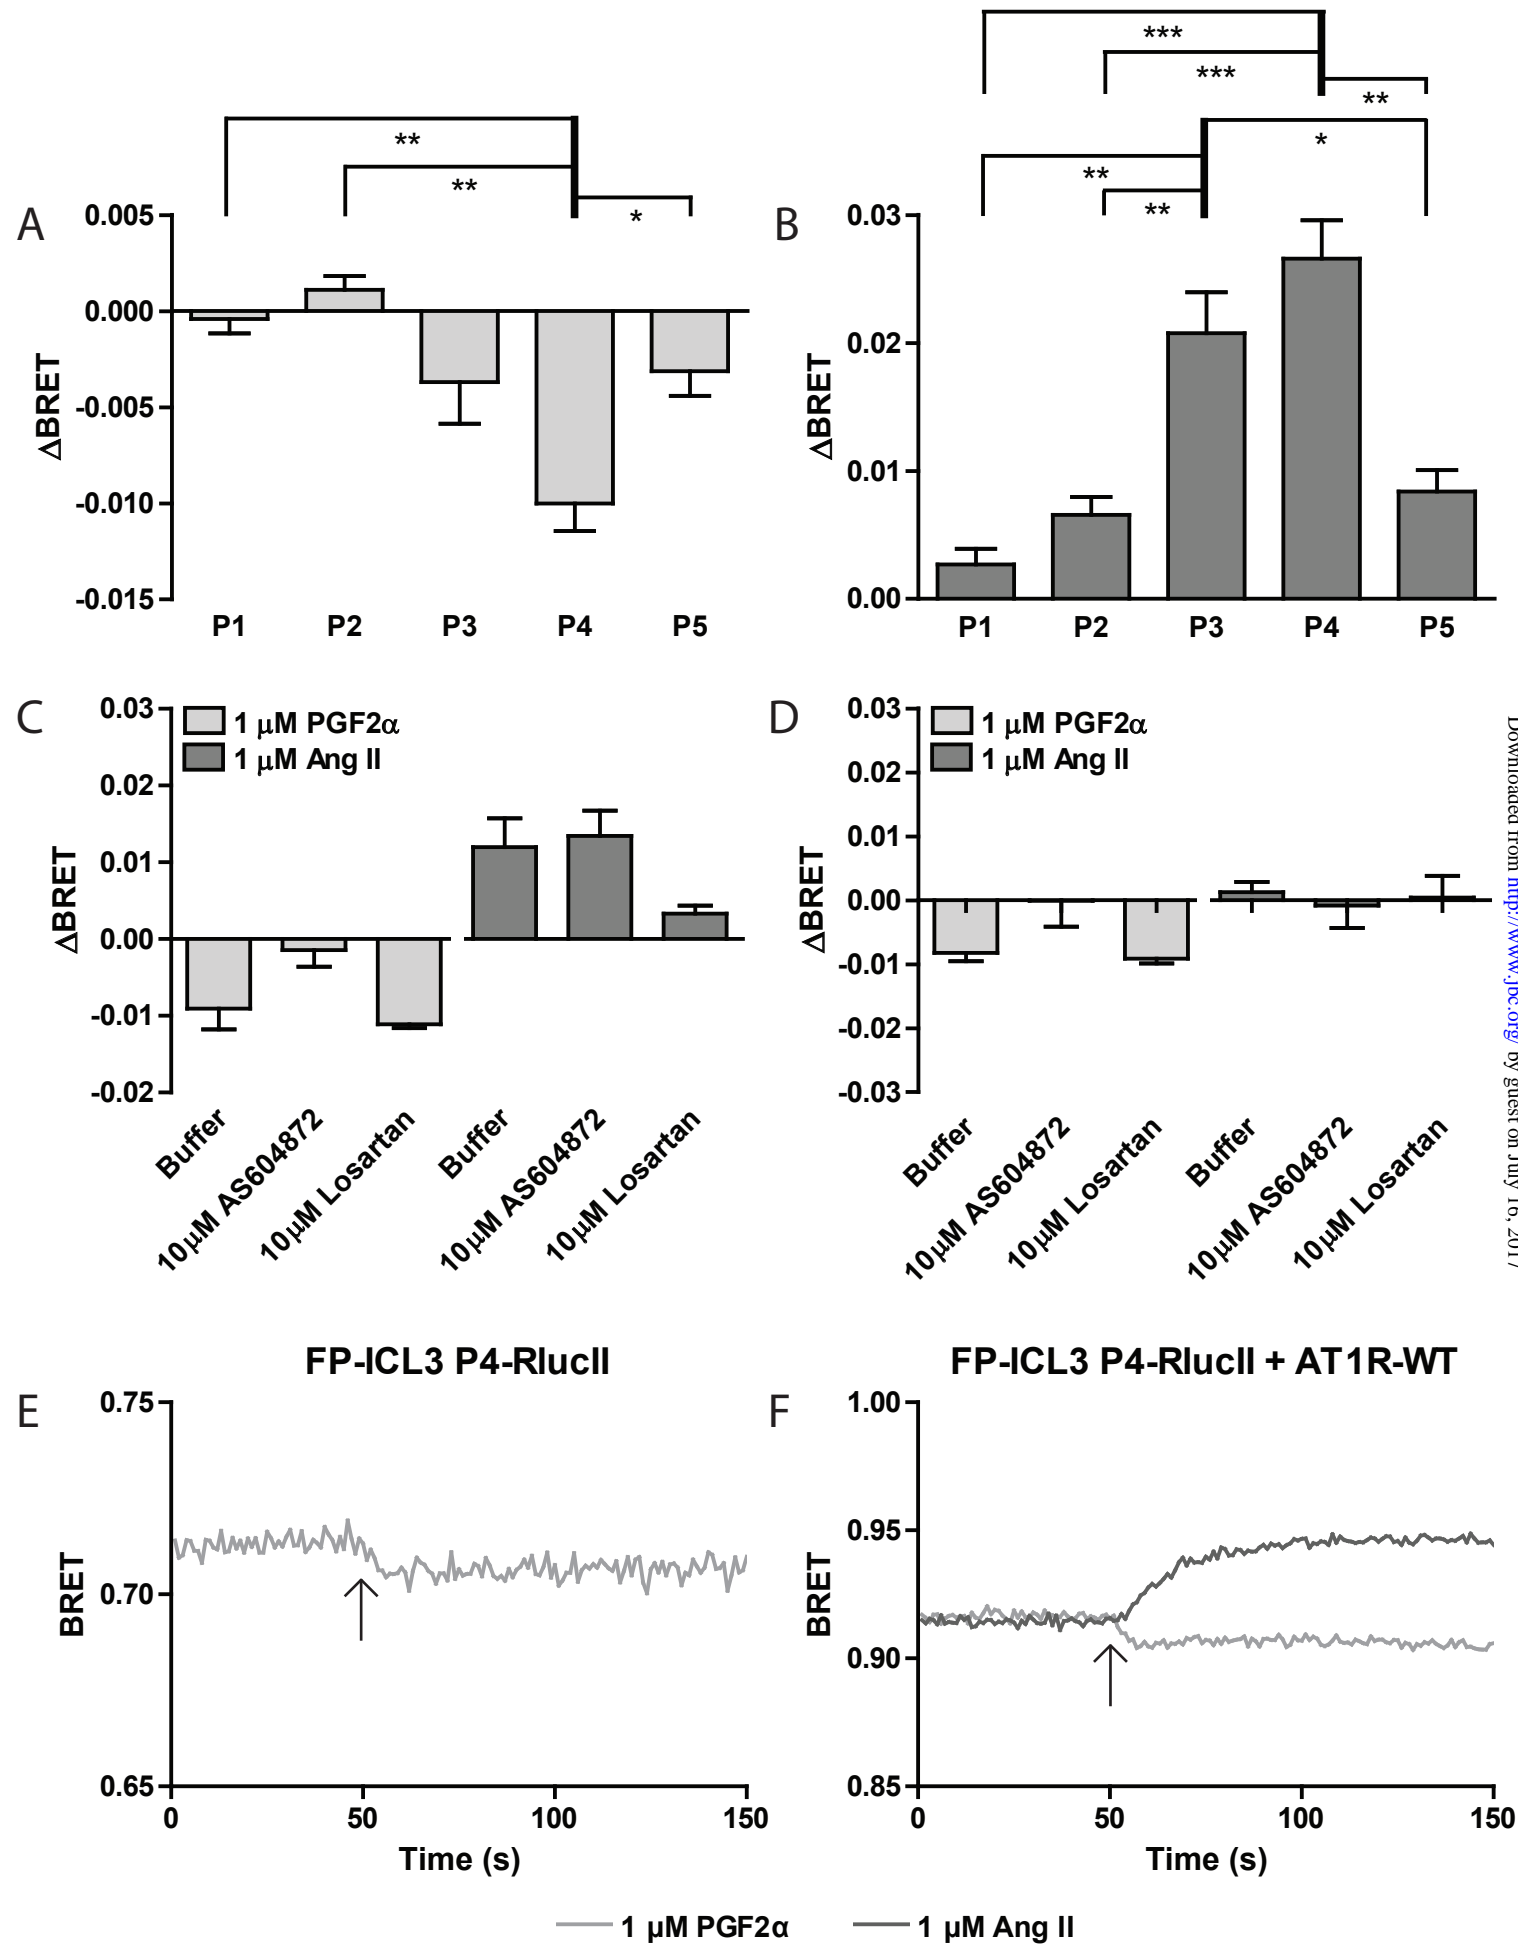 ***
***
**
**
**
*
**
**
*
**
A
0.005
0.000
-0.005
-0.010
-0.015
ΔBRET
P1 P2 P3 P4 P5
B
0.03
0.02
0.01
0.00
ΔBRET
P1 P2 P3 P4 P5
C
1 μM PGF2α
1 μM Ang II
0.03
0.02
0.01
0.00
-0.01
-0.02
ΔBRET
Buffer
10μM AS604872
10μM Losartan
Buffer
10μM AS604872
10μM Losartan
D
1 μM PGF2α
1 μM Ang II
0.03
0.02
0.01
0.00
-0.01
-0.02
-0.03
ΔBRET
Buffer
10μM AS604872
10μM Losartan
Buffer
10μM AS604872
10μM Losartan
Downloaded from http://www.jbc.org/ by guest on July 16, 2017
FP-ICL3 P4-RlucII
E
0.75
0.70
0.65
BRET
0 50 100 150
Time (s)
FP-ICL3 P4-RlucII + AT1R-WT
F
1.00
0.95
0.90
0.85
BRET
0 50 100 150
Time (s)
1 μM PGF2α 1 μM Ang II